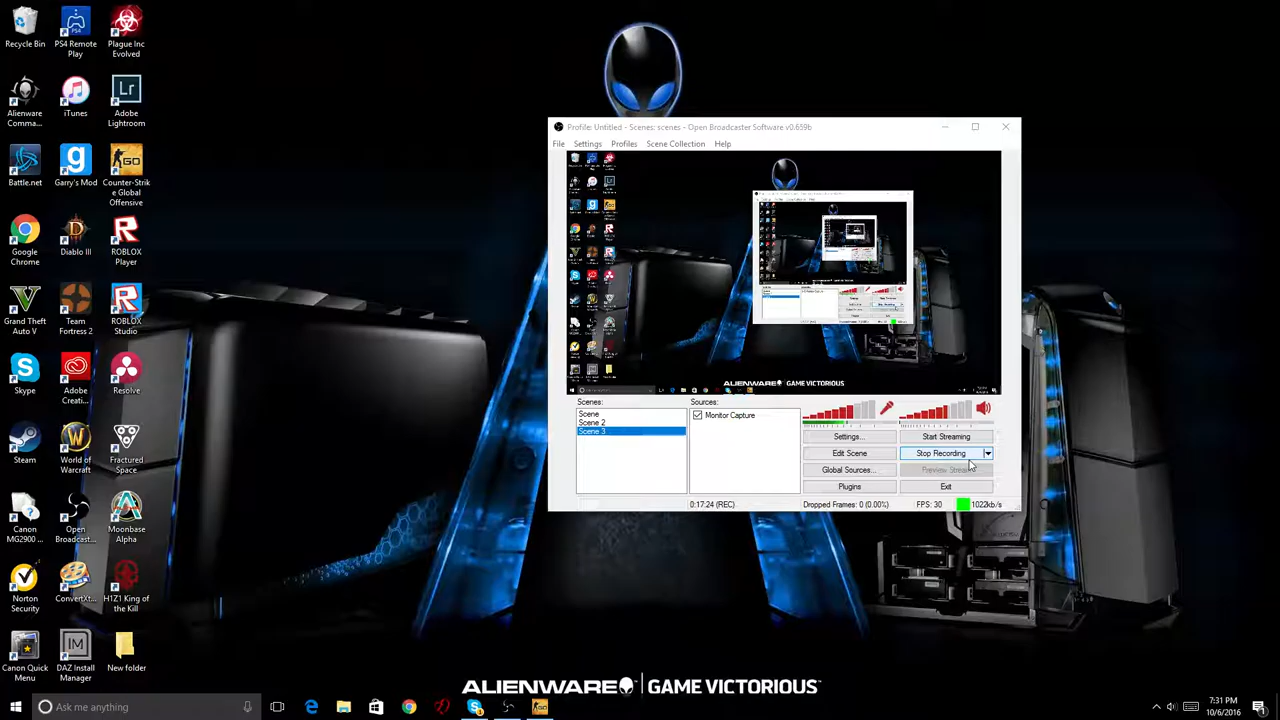 Recycle Bin
PS4 Remote
Play
Plague Inc
Evolved
Alienware
Comma...
iTunes
Adobe
Lightroom
Battle.net
Garry's Mod
Counter-Strike
Global
Offensive
Google
Chrome
Diablo III
ROBLOX
Player
Grand Theft
Auto V
Team
Fortress 2
ROBLOX
Studio
Skype
Adobe
Creati...
Resolve
Steam
World of
Warcraft
Fractured
Space
Canon
MG2900 ...
Open
Broadcast...
Moonbase
Alpha
Norton
Security
ConvertXt...
H1Z1 King of
the Kill
Canon Quick
Menu
DAZ Install
Manager
New folder
Profile: Untitled - Scenes: scenes - Open Broadcaster Software v0.659b
File Settings Profiles Scene Collection Help
ALIENWARE GAME VICTORIOUS
Scenes:
Scene
Scene 2
Scene 3
Sources:
Monitor Capture
Settings...
Start Streaming
Edit Scene
Stop Recording
Global Sources...
Preview Stream
Plugins
Exit
0:17:24 (REC)
Dropped Frames: 0 (0.00%)
FPS: 30
1022kb/s
ALIENWARE GAME VICTORIOUS
Ask me anything
7:31 PM
10/6/2016